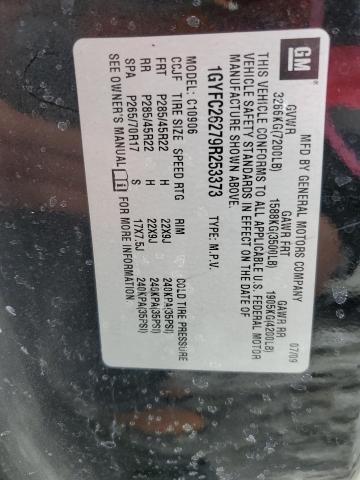 GM
MFD BY GENERAL MOTORS COMPANY 07/09
GVWR GAWR FRT GAWR RR
3266KG(7200LB) 1588KG(3500LB) 1905KG(4200LB)
THIS VEHICLE CONFORMS TO ALL APPLICABLE U.S. FEDERAL MOTOR
VEHICLE SAFETY STANDARDS IN EFFECT ON THE DATE OF
MANUFACTURE SHOWN ABOVE.
1GYFC26279R253373 TYPE: M.P.V.
MODEL: C10906
CCJF TIRE SIZE SPEED RTG RIM COLD TIRE PRESSURE
FRT P285/45R22 H 22X9J 240KPA(35PSI)
RR P285/45R22 H 22X9J 240KPA(35PSI)
SPA P265/70R17 S 17X7.5J 240KPA(35PSI)
SEE OWNER'S MANUAL FOR MORE INFORMATION.